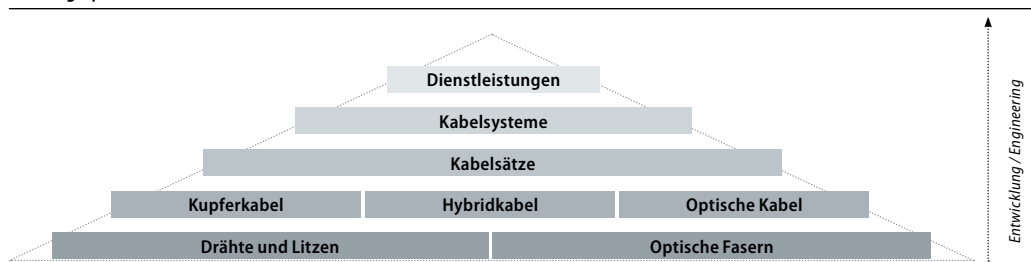 Dienstleistungen
Kabelsysteme
Kabelsätze
Kupferkabel Hybridkabel Optische Kabel
Drähte und Litzen Optische Fasern
Entwicklung / Engineering